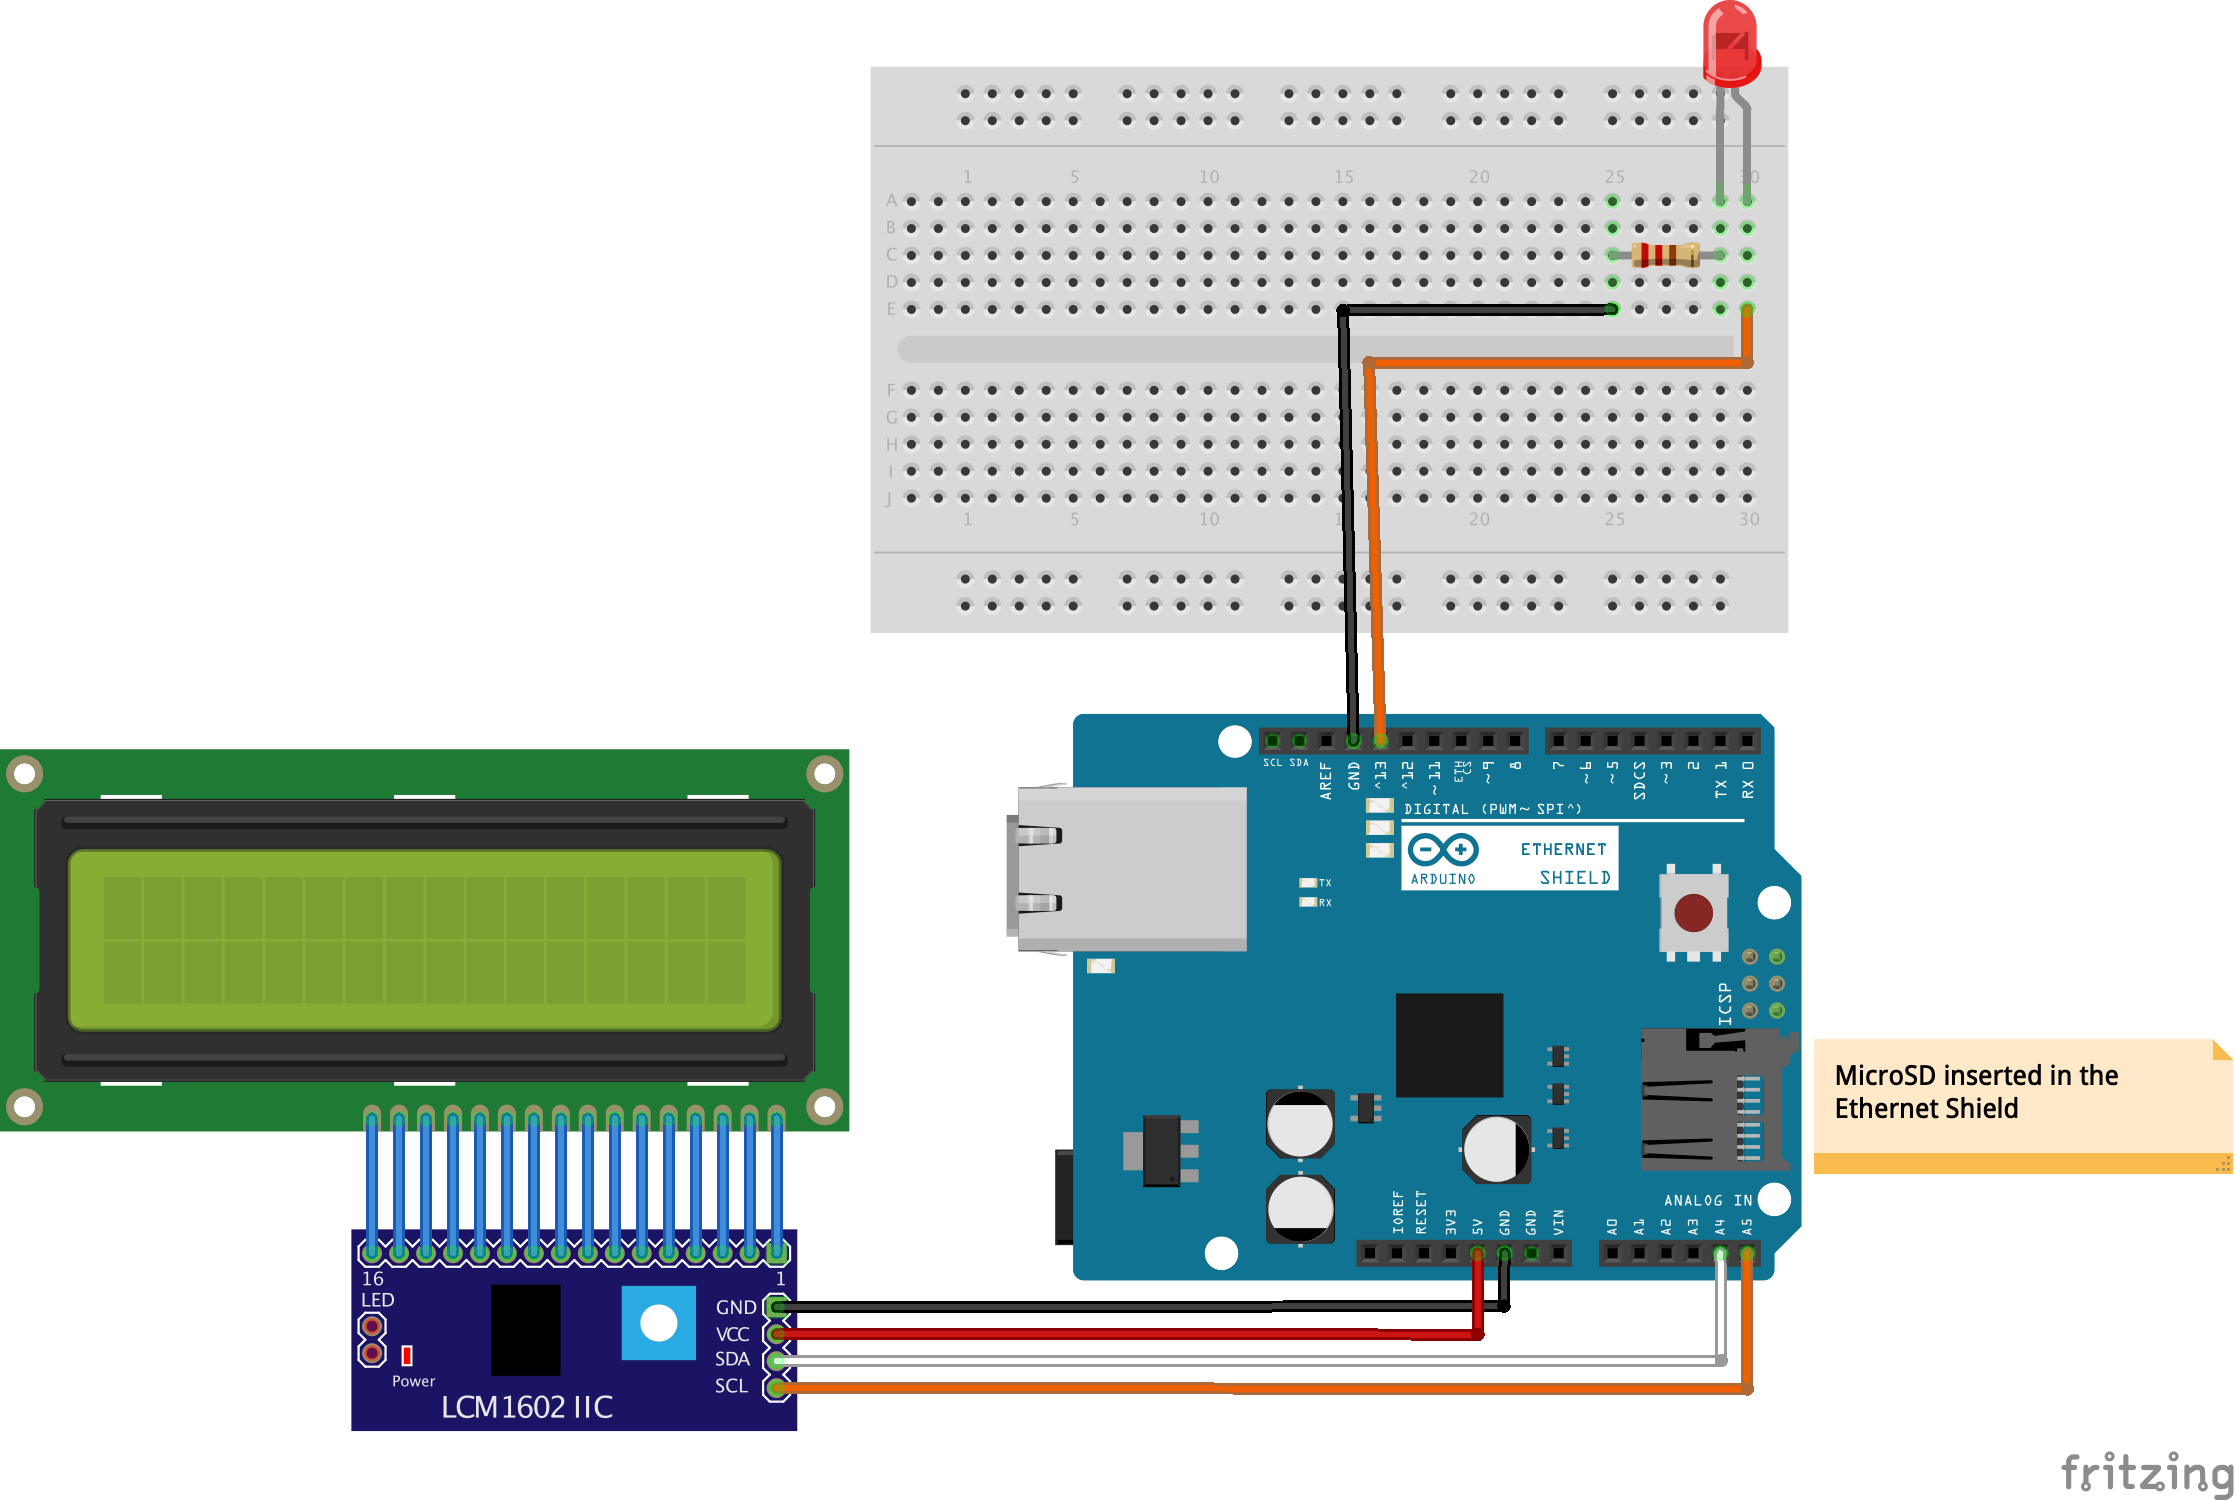 1 5 10 15 20 25 30
A
B
C
D
E
F
G
H
I
J
1 5 10 1 20 25 30
SCL SDA AREF GND ^13 ^12 ~11 ETH CS ~9 8 7 ~6 ~5 SDCS ~3 2 TX 1 RX 0
DIGITAL (PWM~ SPI^)
ARDUINO
ETHERNET
SHIELD
TX
RX
ICSP
MicroSD inserted in the
Ethernet Shield
ANALOG IN
IOREF RESET 3V3 5V GND GND VIN A0 A1 A2 A3 A4 A5
16 1
LED
GND
VCC
SDA
SCL
Power
LCM1602 IIC
fritzing